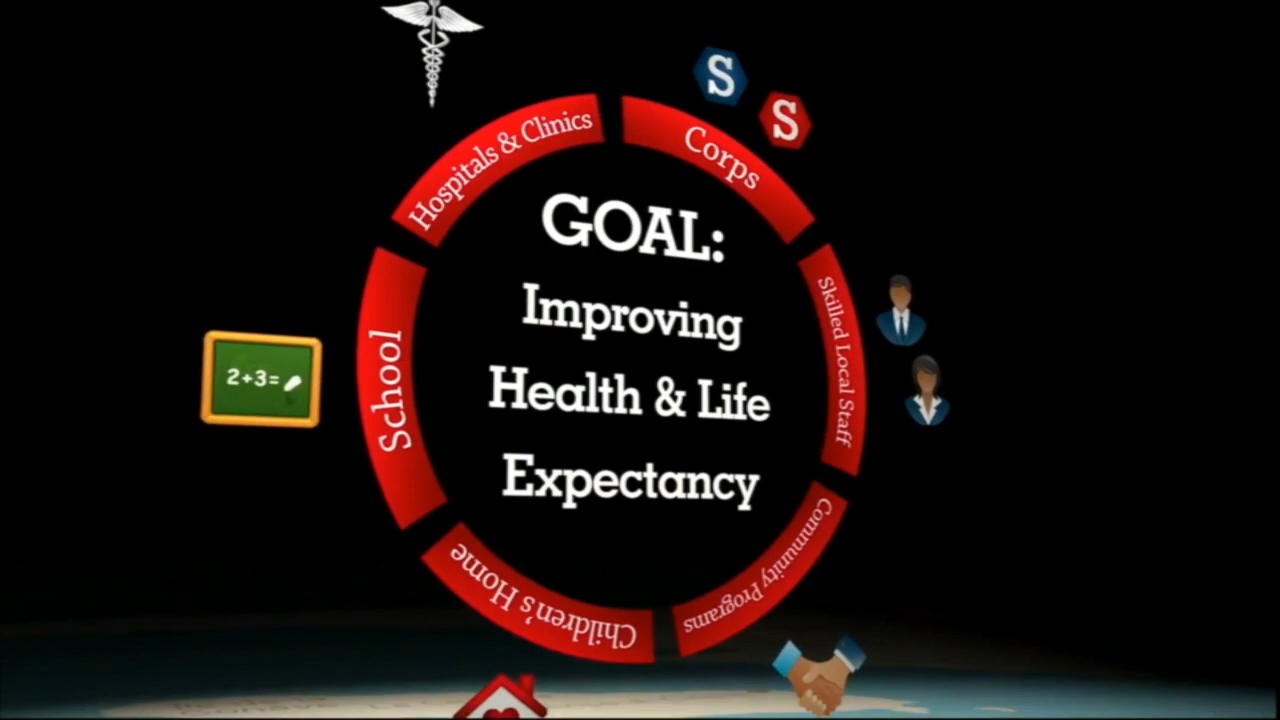 S
S
Hospitals & Clinics
Corps
Skilled Local Staff
Community Programs
Children's Home
School
2+3=
GOAL:
Improving
Health & Life
Expectancy